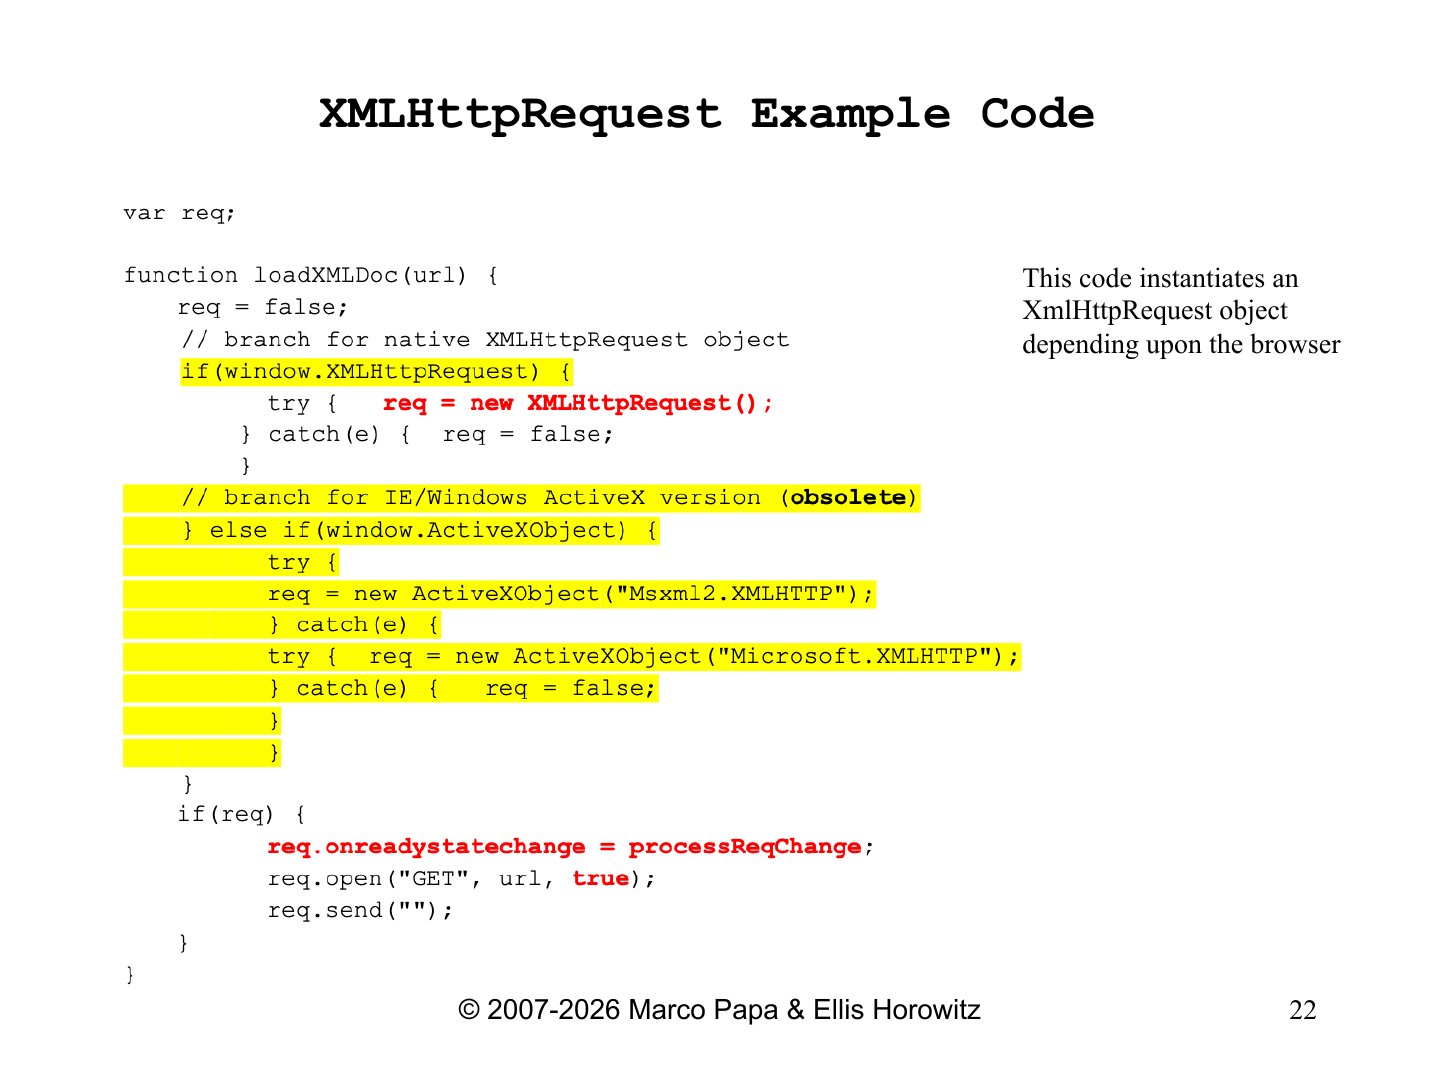 XMLHttpRequest Example Code
var req;
function loadXMLDoc(url) {
req = false;
// branch for native XMLHttpRequest object
if(window.XMLHttpRequest) {
try { req = new XMLHttpRequest();
} catch(e) { req = false;
}
// branch for IE/Windows ActiveX version (obsolete)
} else if(window.ActiveXObject) {
try {
req = new ActiveXObject("Msxml2.XMLHTTP");
} catch(e) {
try { req = new ActiveXObject("Microsoft.XMLHTTP");
} catch(e) { req = false;
}
}
}
if(req) {
req.onreadystatechange = processReqChange;
req.open("GET", url, true);
req.send("");
}
}
This code instantiates an
XmlHttpRequest object
depending upon the browser
© 2007-2026 Marco Papa & Ellis Horowitz
22